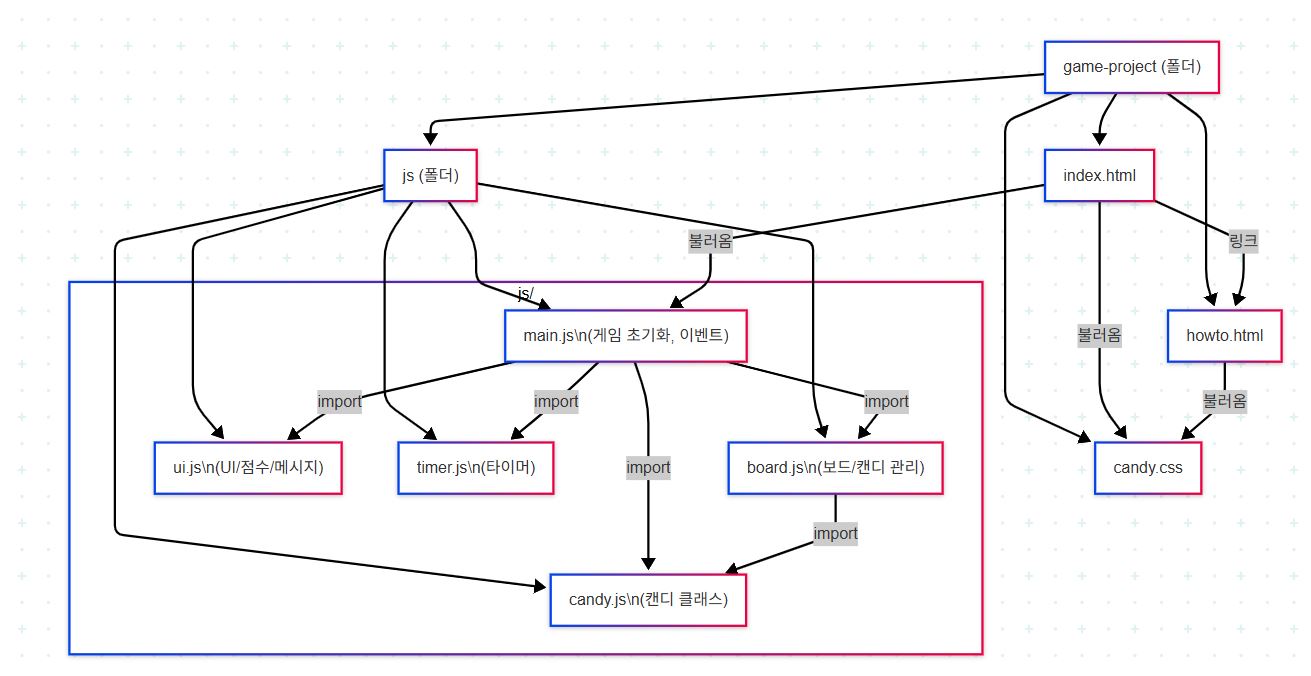 game-project (폴더)
js (폴더)
index.html
불러옴
링크
js/
main.js\n(게임 초기화, 이벤트)
불러옴
howto.html
import
import
import
불러옴
ui.js\n(UI/점수/메시지)
timer.js\n(타이머)
import
board.js\n(보드/캔디 관리)
candy.css
import
candy.js\n(캔디 클래스)